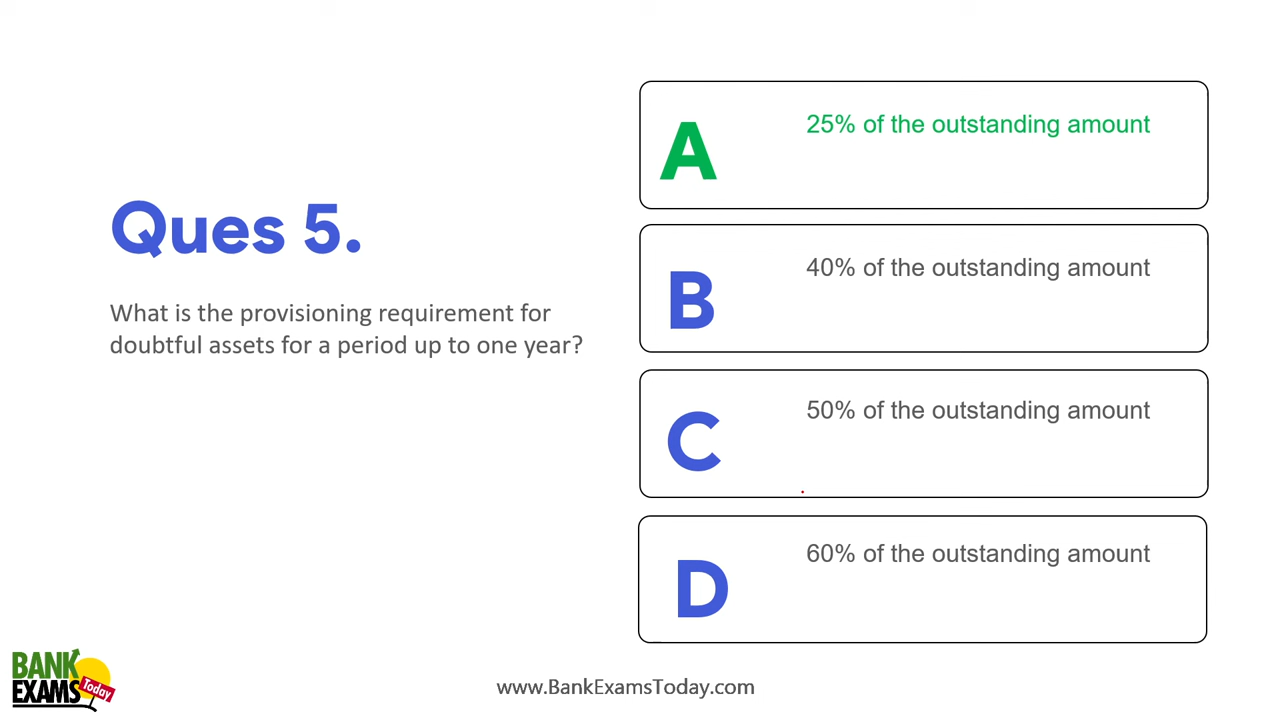 Ques 5.
What is the provisioning requirement for
doubtful assets for a period up to one year?
A
25% of the outstanding amount
B
40% of the outstanding amount
C
50% of the outstanding amount
D
60% of the outstanding amount
BANK
EXAMS
Today
www.BankExamsToday.com